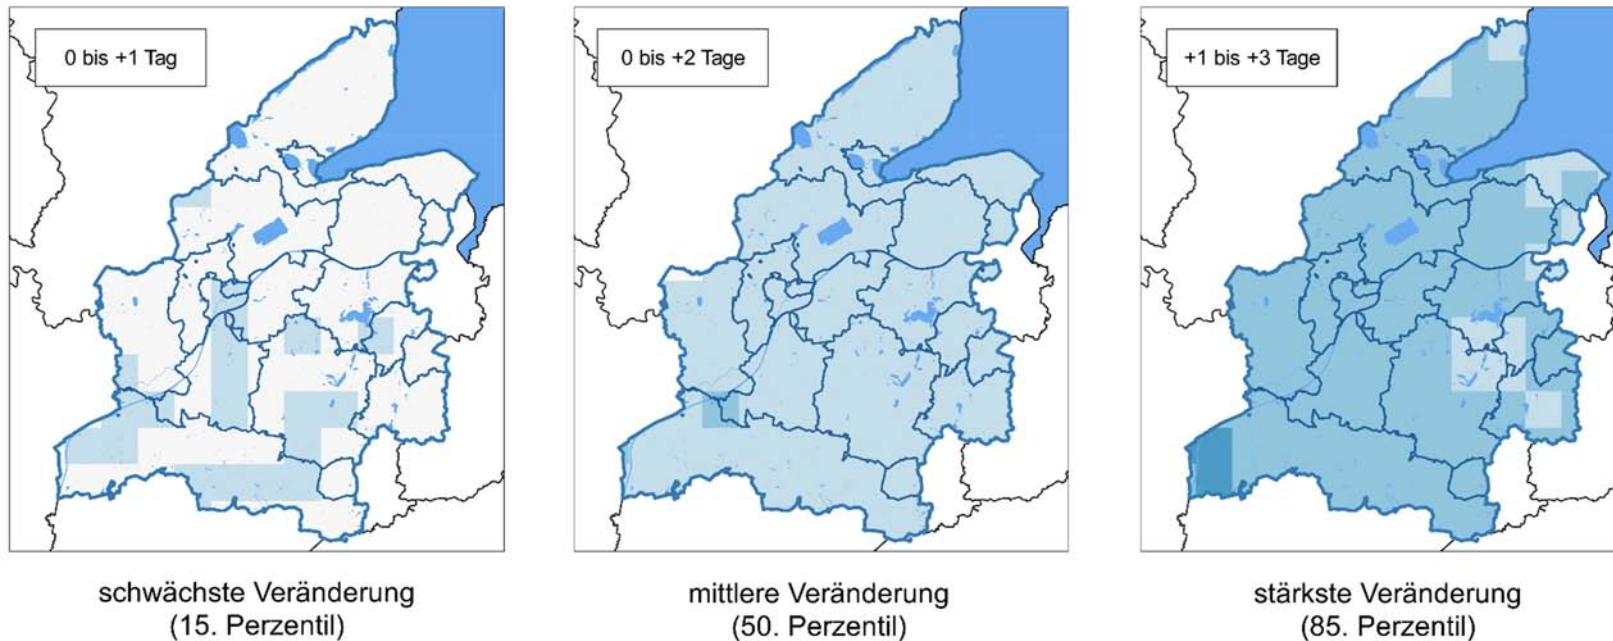 0 bis +1 Tag
0 bis +2 Tage
+1 bis +3 Tage
schwächste Veränderung
(15. Perzentil)
mittlere Veränderung
(50. Perzentil)
stärkste Veränderung
(85. Perzentil)